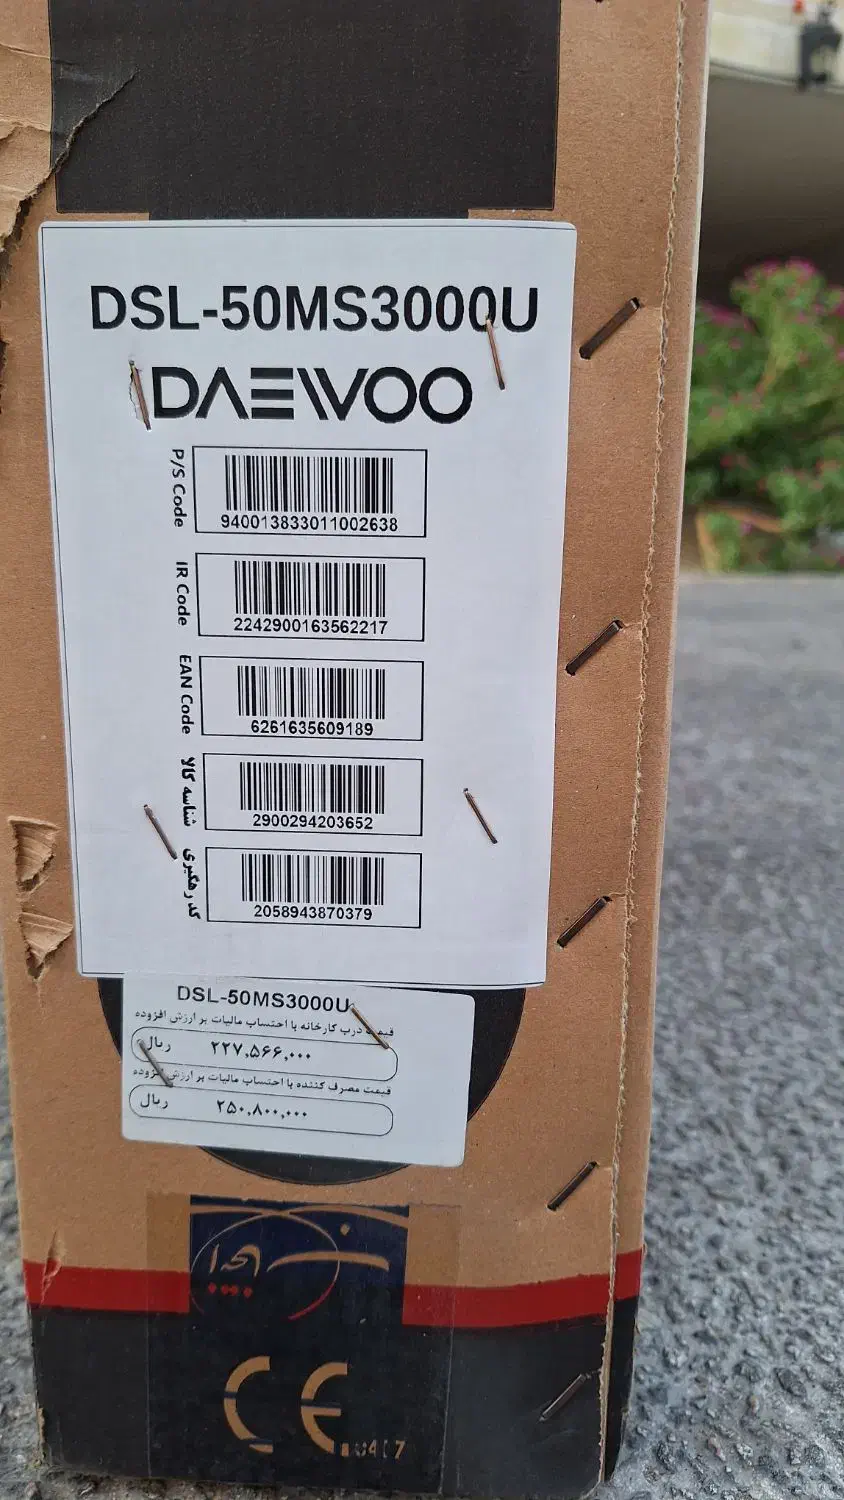 DSL-50MS3000U
DAEWOO
P/S Code
940013833011002638
IR Code
2242900163562217
EAN Code
6261635609189
شناسه کالا
2900294203652
کد رهگیری
2058943870379
DSL-50MS3000U
قیمت درب کارخانه با احتساب مالیات بر ارزش افزوده
۲۲۷,۵۶۶,۰۰۰ ریال
قیمت مصرف کننده با احتساب مالیات بر ارزش افزوده
۲۵۰,۸۰۰,۰۰۰ ریال
CE